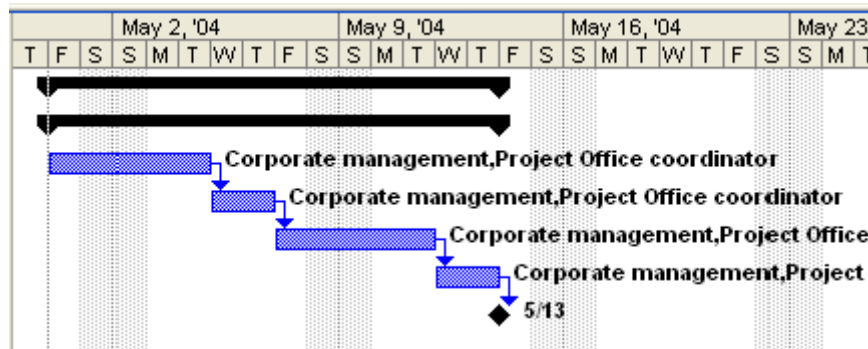 May 2, '04 May 9, '04 May 16, '04 May 23
T F S S M T W T F S S M T W T F S S M T W T F S S M T
Corporate management,Project Office coordinator
Corporate management,Project Office coordinator
Corporate management,Project Office
Corporate management,Project
5/13